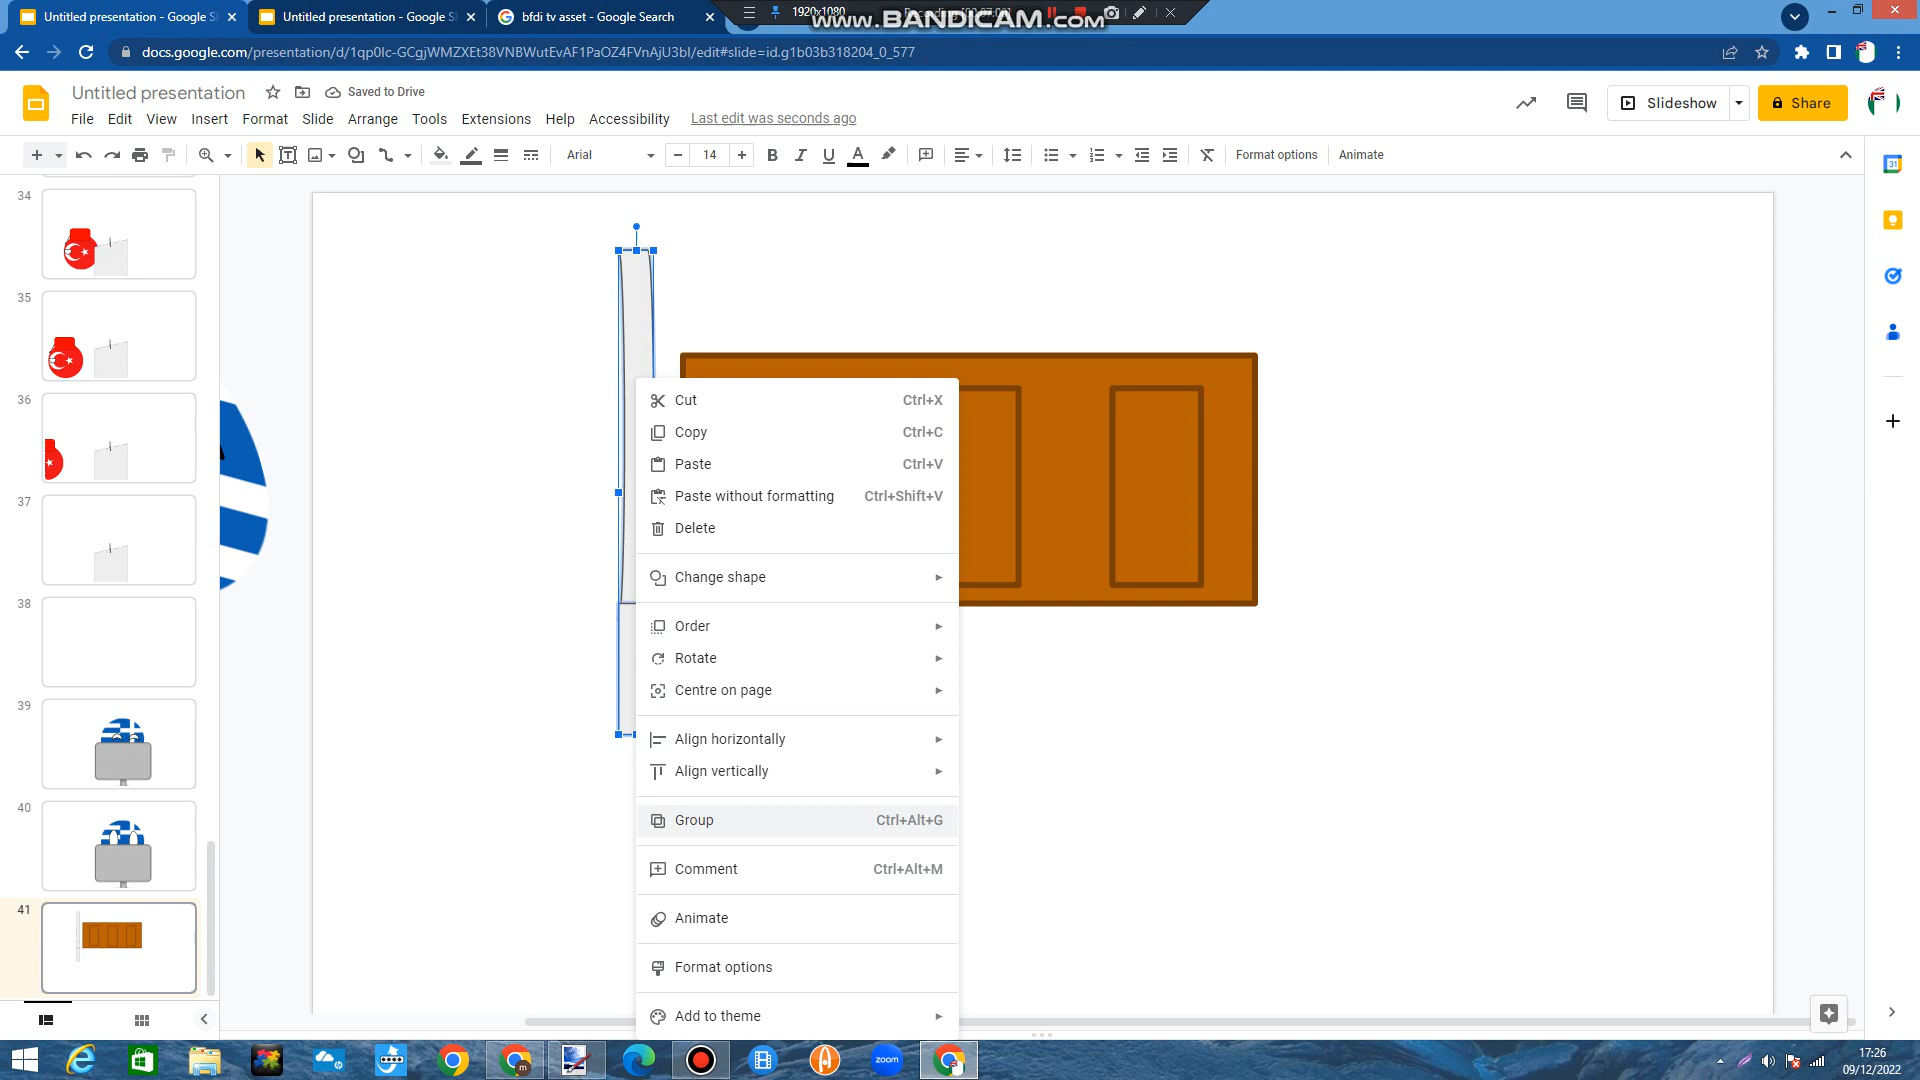 Untitled presentation - Google S
Untitled presentation - Google Sl
bfdi tv asset - Google Search
1920x1080
www.BANDICAM.com
docs.google.com/presentation/d/1qp0Ic-GCgjWMZXEt38VNBWutEvAF1PaOZ4FVnAjU3bI/edit#slide=id.g1b03b318204_0_577
Untitled presentation
Saved to Drive
Slideshow
Share
File Edit View Insert Format Slide Arrange Tools Extensions Help Accessibility Last edit was seconds ago
Arial
14
B I U A
Format options
Animate
31
34
35
36
37
38
39
40
41
Cut Ctrl+X
Copy Ctrl+C
Paste Ctrl+V
Paste without formatting Ctrl+Shift+V
Delete
Change shape
Order
Rotate
Centre on page
Align horizontally
Align vertically
Group Ctrl+Alt+G
Comment Ctrl+Alt+M
Animate
Format options
Add to theme
m
zoom
17:26
09/12/2022